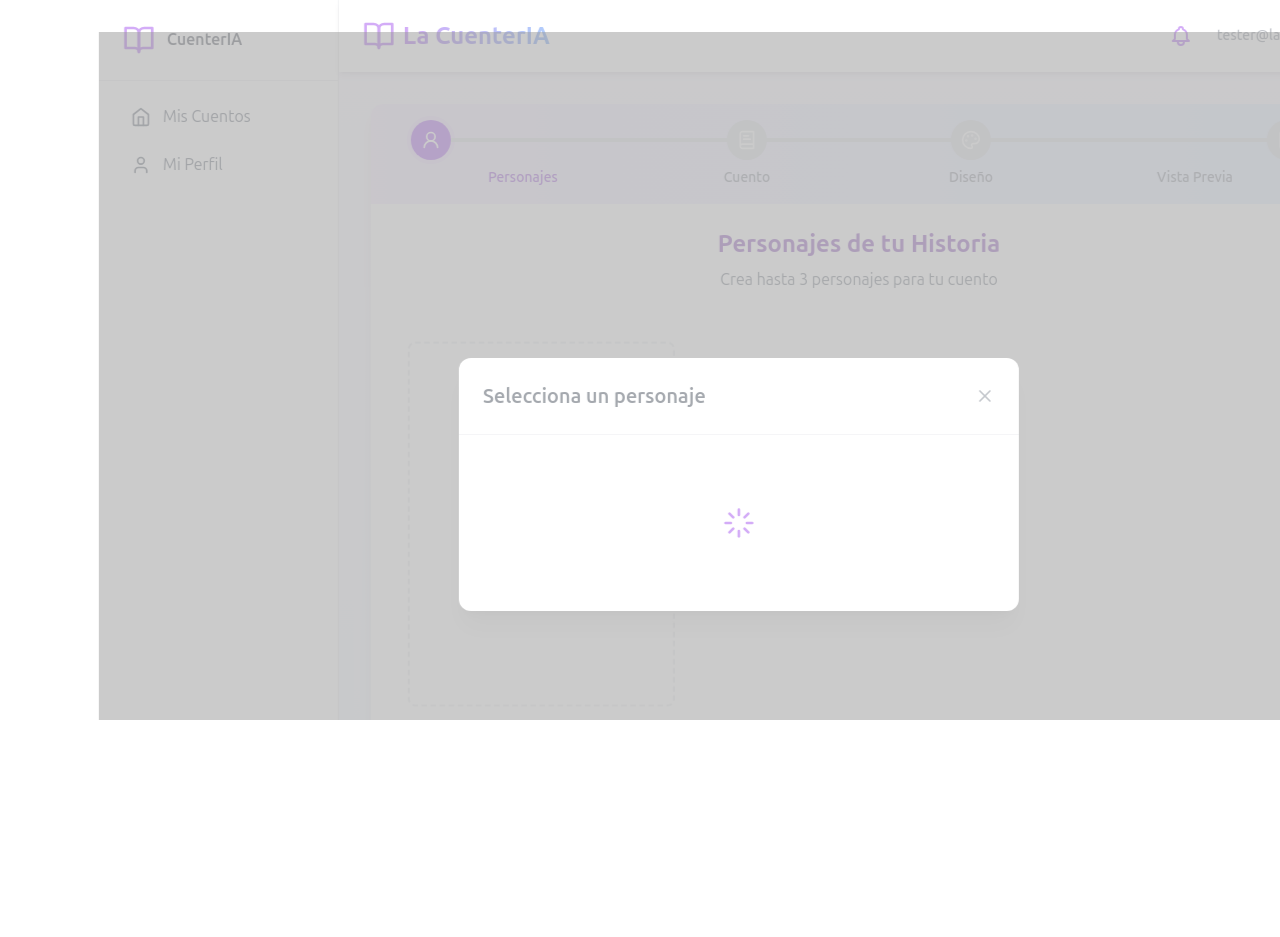 CuenterIA
La CuenterIA
tester@la
Mis Cuentos
Mi Perfil
Personajes
Cuento
Diseño
Vista Previa
Personajes de tu Historia
Crea hasta 3 personajes para tu cuento
Selecciona un personaje